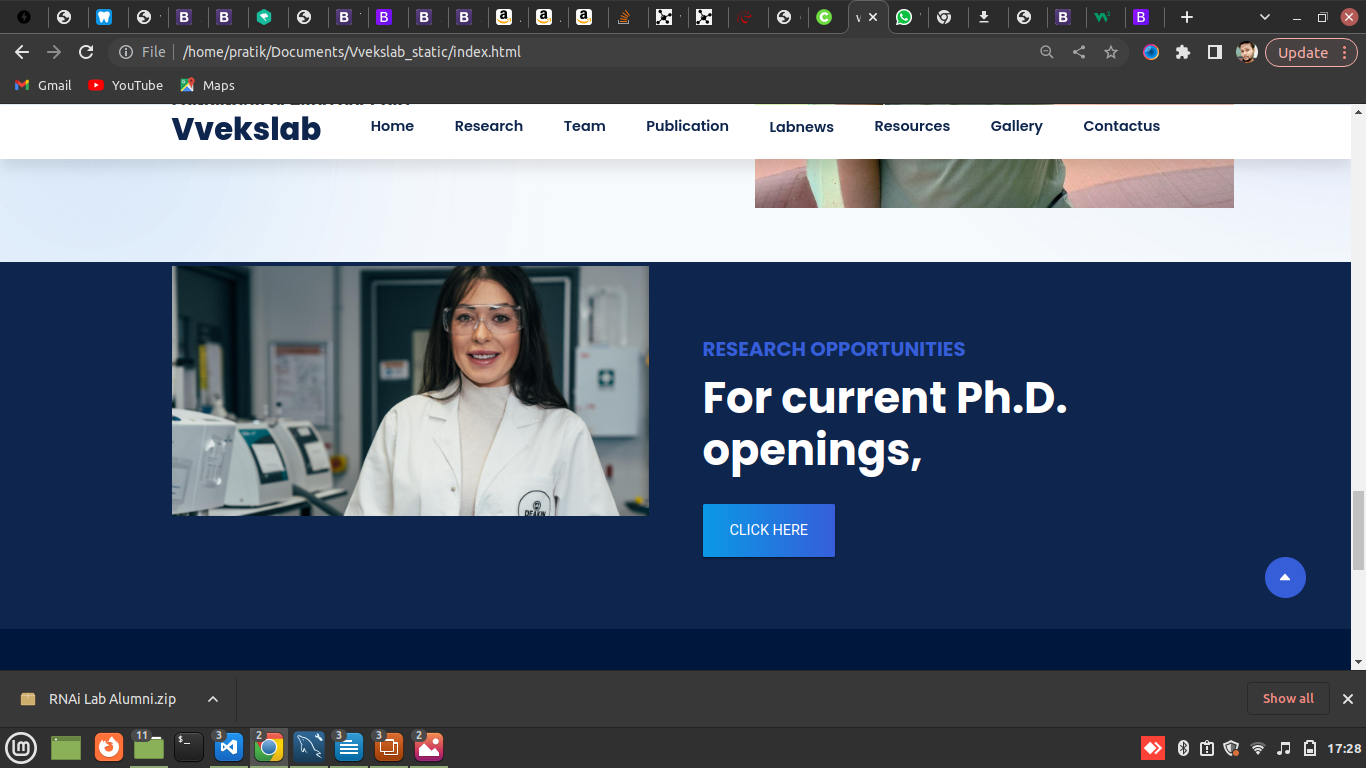 File
/home/pratik/Documents/Vvekslab_static/index.html
Update
Gmail
YouTube
Maps
Vvekslab
Home
Research
Team
Publication
Labnews
Resources
Gallery
Contactus
RESEARCH OPPORTUNITIES
For current Ph.D.
openings,
CLICK HERE
DEAKIN
RNAi Lab Alumni.zip
Show all
11
3
2
3
3
2
17:28